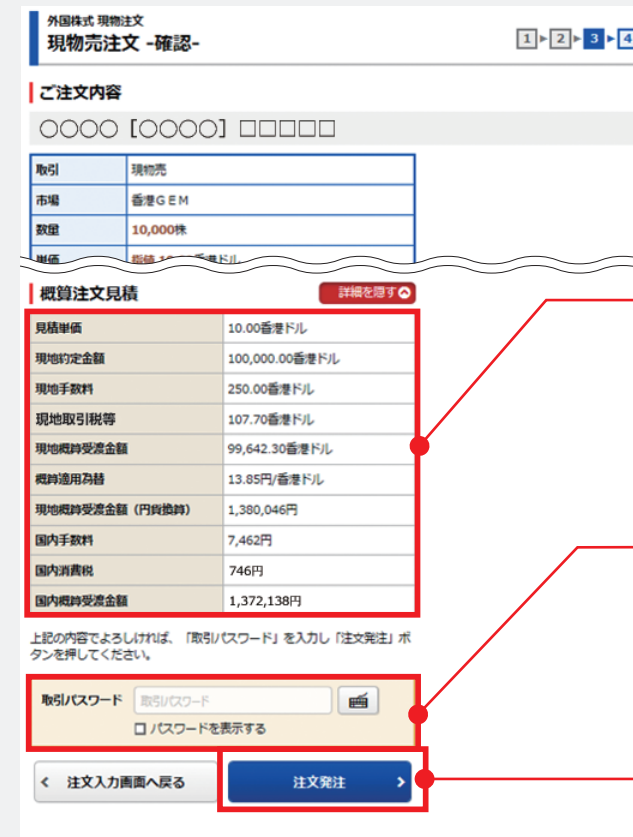 外国株式 現物注文
現物売注文 -確認-
1 2 3 4
ご注文内容
○○○○ [○○○○] □□□□□
取引 現物売
市場 香港GEM
数量 10,000株
単価 指値 香港ドル
概算注文見積 詳細を隠す
見積単価 10.00香港ドル
現地約定金額 100,000.00香港ドル
現地手数料 250.00香港ドル
現地取引税等 107.70香港ドル
現地概算受渡金額 99,642.30香港ドル
概算適用為替 13.85円/香港ドル
現地概算受渡金額（円貨換算） 1,380,046円
国内手数料 7,462円
国内消費税 746円
国内概算受渡金額 1,372,138円
上記の内容でよろしければ、「取引パスワード」を入力し「注文発注」ボ
タンを押してください。
取引パスワード 取引パスワード
パスワードを表示する
注文入力画面へ戻る 注文発注